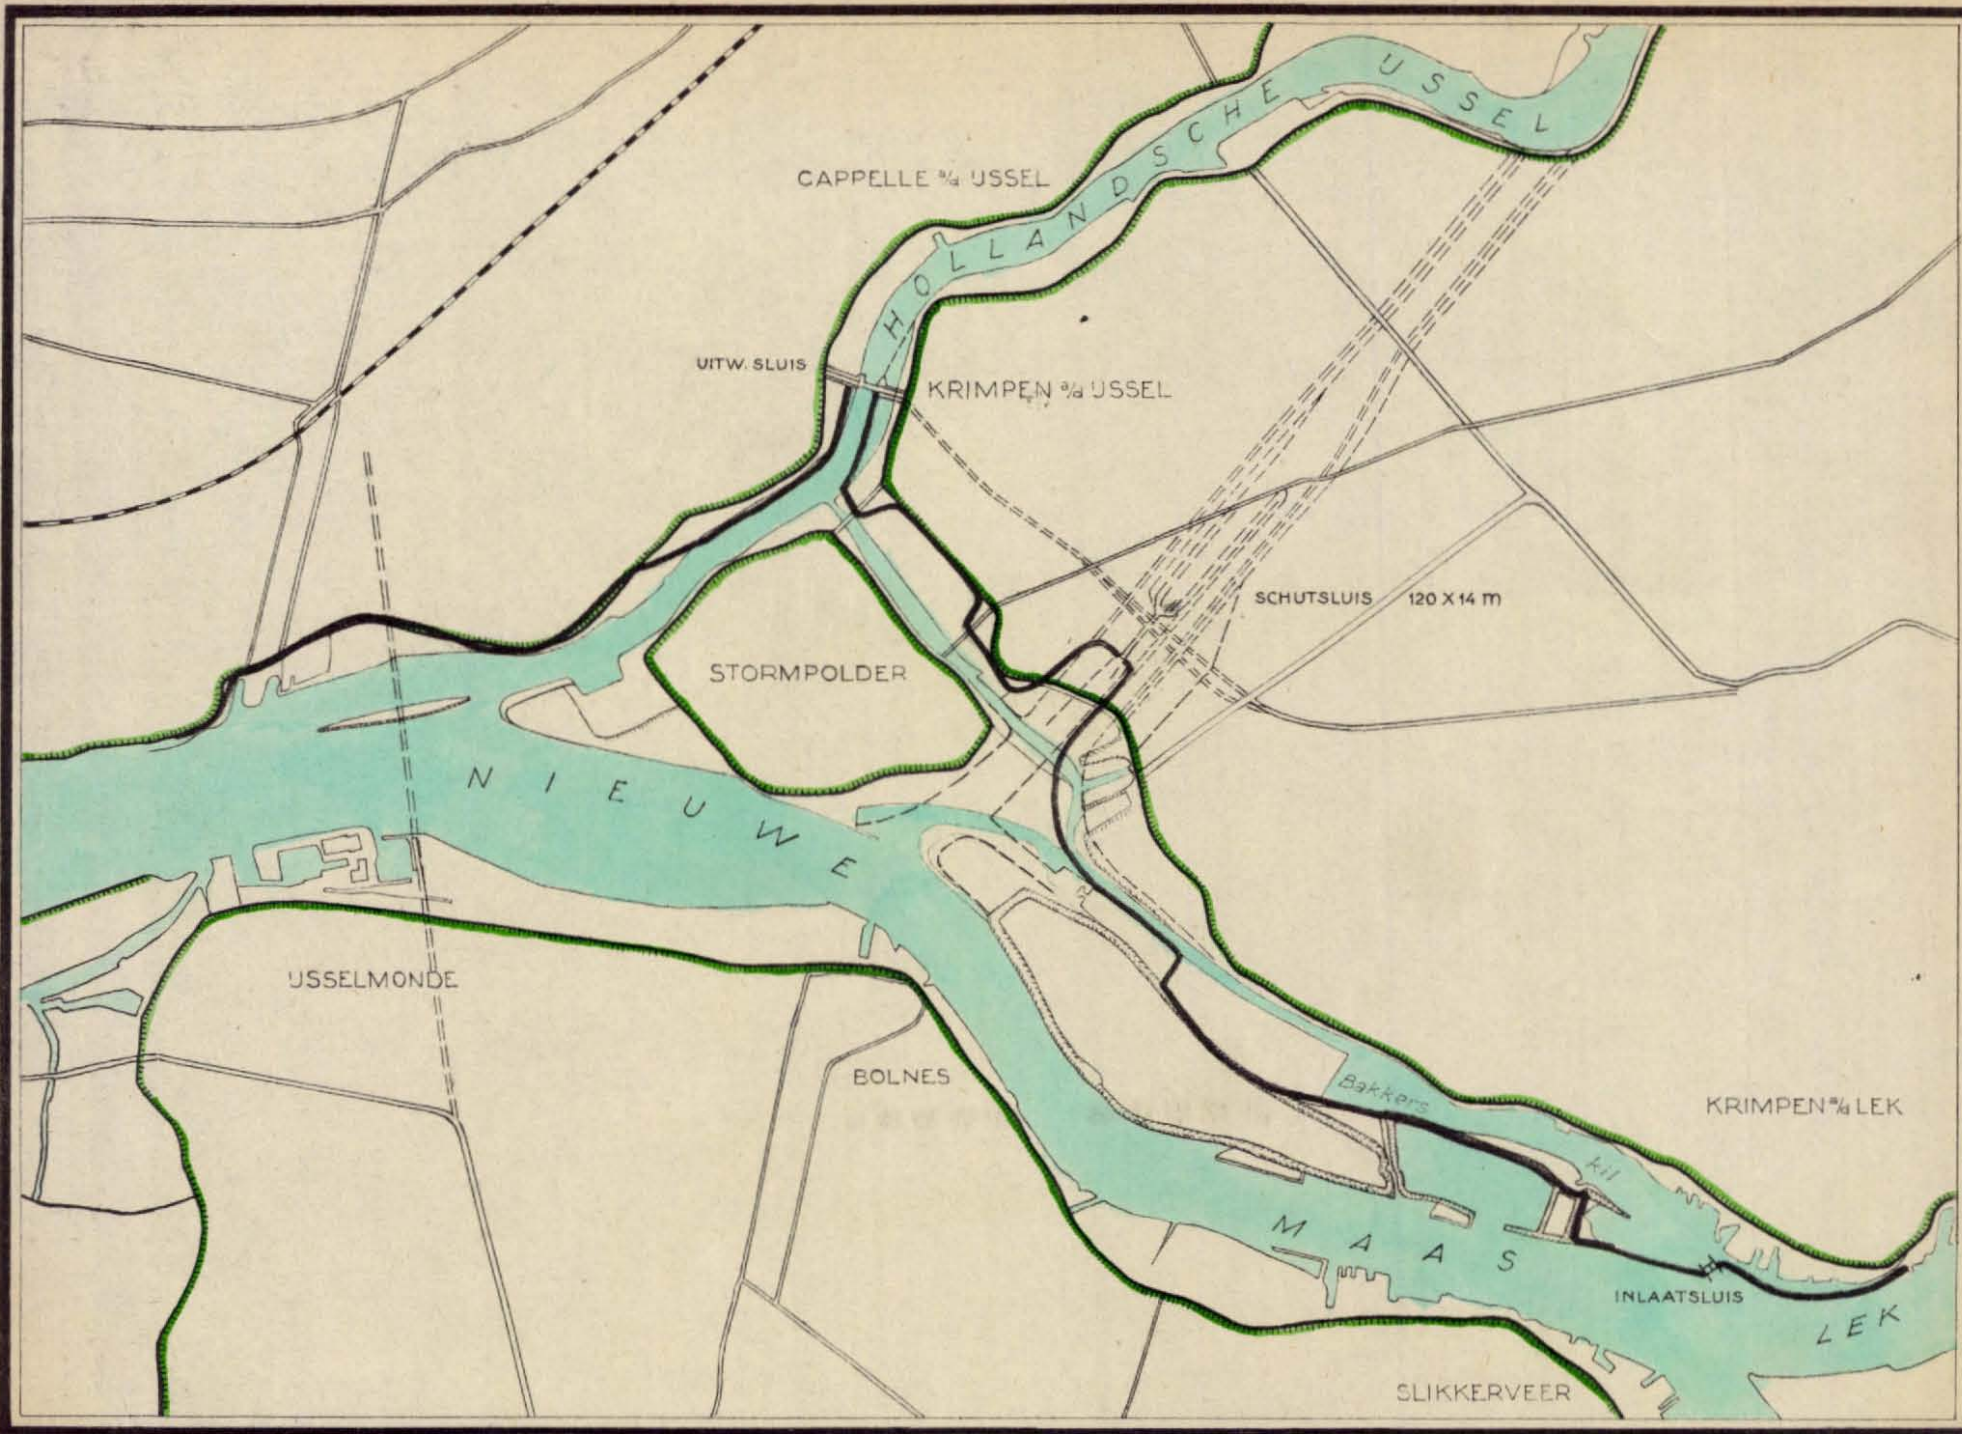 HOLLANDSCHE IJSSEL
CAPPELLE a/d IJSSEL
UITW. SLUIS
KRIMPEN a/d IJSSEL
SCHUTSLUIS 120 X 14 m
STORMPOLDER
NIEUWE MAAS
IJSSELMONDE
BOLNES
Bakkers kil
KRIMPEN a/d LEK
INLAATSLUIS
LEK
SLIKKERVEER